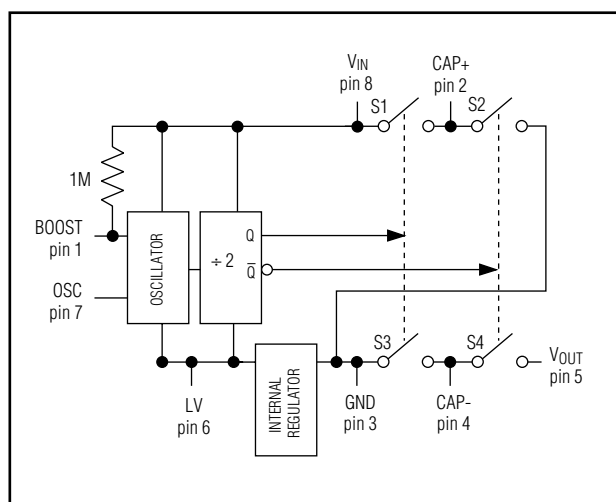 VIN
pin 8
CAP+
pin 2
S1
S2
1M
BOOST
pin 1
OSCILLATOR
÷ 2
Q
Q̅
OSC
pin 7
S3
S4
VOUT
pin 5
LV
pin 6
INTERNAL
REGULATOR
GND
pin 3
CAP-
pin 4